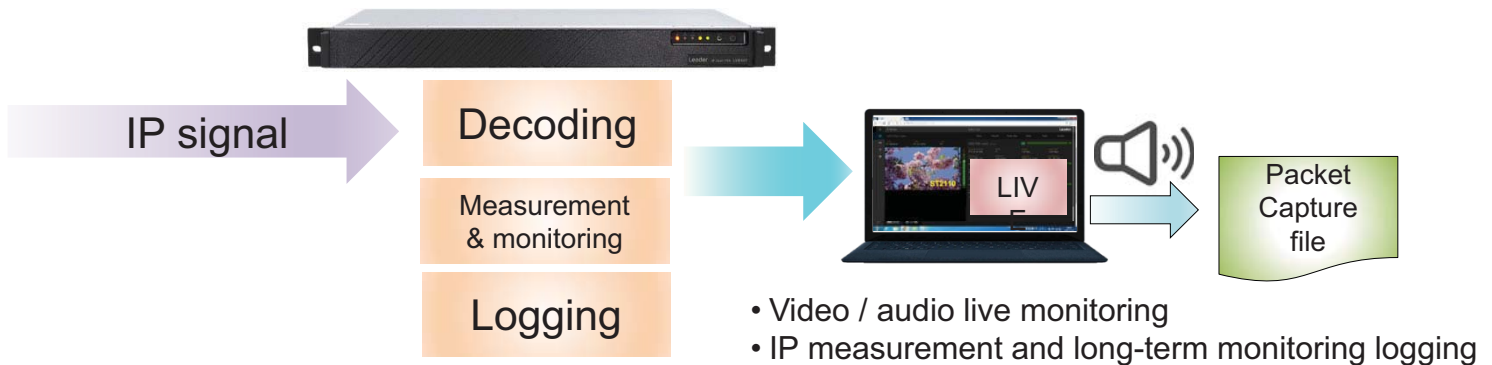 Leader
IP signal
Decoding
Measurement
& monitoring
Logging
ST2110
LIV
Packet
Capture
file
• Video / audio live monitoring
• IP measurement and long-term monitoring logging